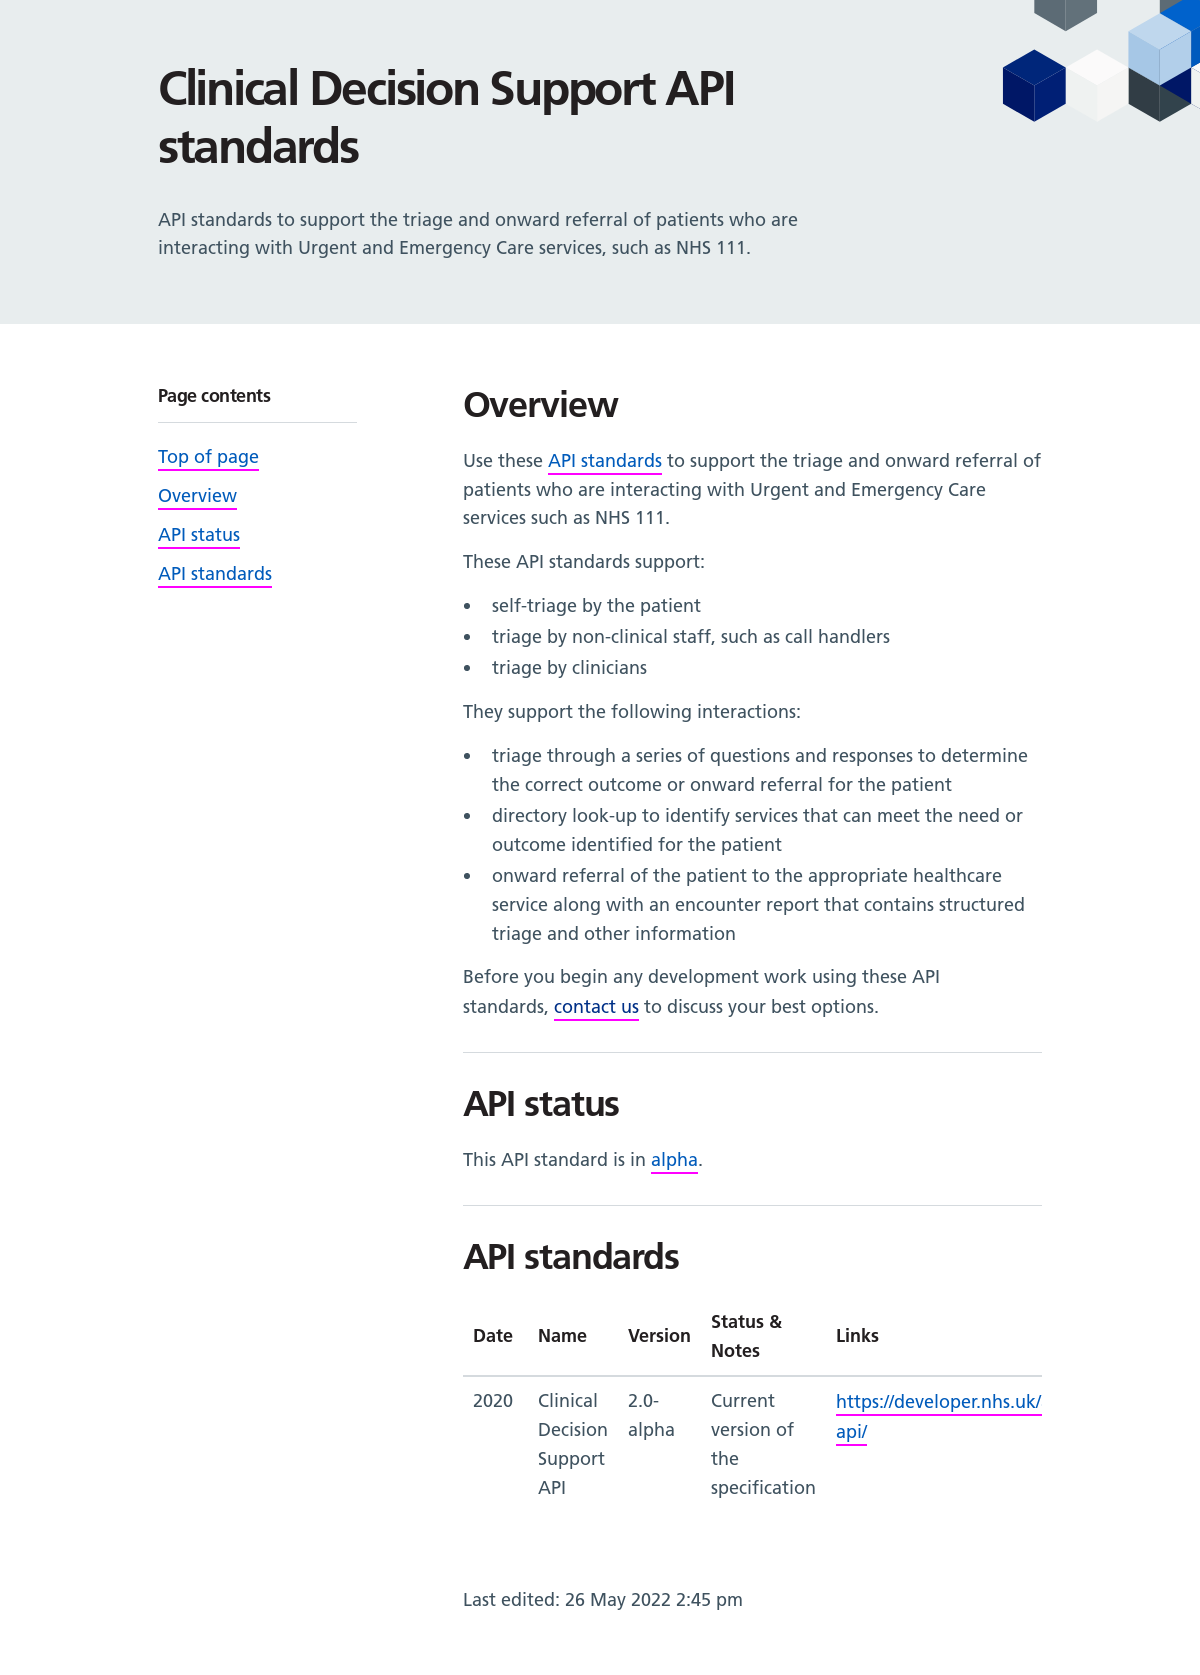 Clinical Decision Support API
standards
API standards to support the triage and onward referral of patients who are
interacting with Urgent and Emergency Care services, such as NHS 111.
Page contents
Top of page
Overview
API status
API standards
Overview
Use these API standards to support the triage and onward referral of
patients who are interacting with Urgent and Emergency Care
services such as NHS 111.
These API standards support:
• self-triage by the patient
• triage by non-clinical staff, such as call handlers
• triage by clinicians
They support the following interactions:
• triage through a series of questions and responses to determine
the correct outcome or onward referral for the patient
• directory look-up to identify services that can meet the need or
outcome identified for the patient
• onward referral of the patient to the appropriate healthcare
service along with an encounter report that contains structured
triage and other information
Before you begin any development work using these API
standards, contact us to discuss your best options.
API status
This API standard is in alpha.
API standards
Date Name Version Status & Notes Links
2020 Clinical 2.0- Current https://developer.nhs.uk/
Decision alpha version of api/
Support the
API specification
Last edited: 26 May 2022 2:45 pm